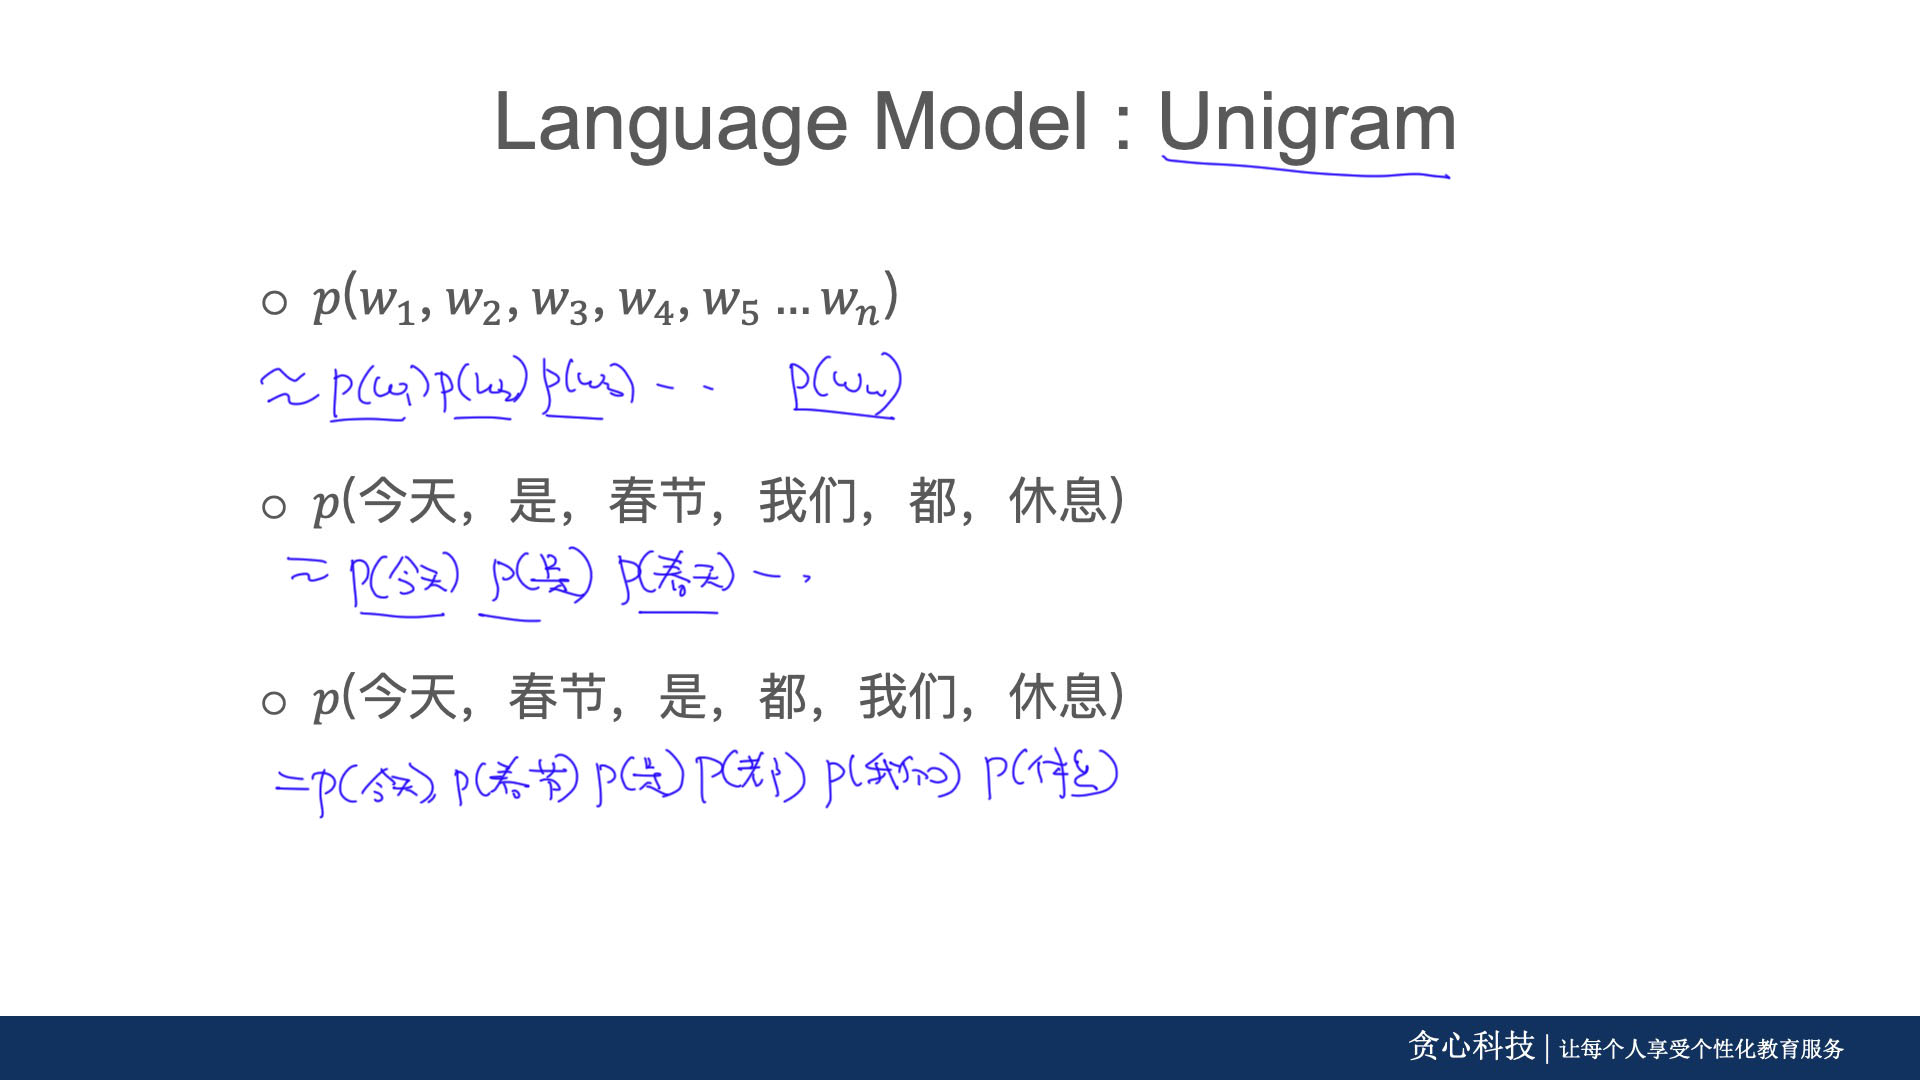 Language Model : Unigram
○ p(w₁, w₂, w₃, w₄, w₅ … wₙ)
≈ p(w₁) p(w₂) p(w₃) - - p(wₙ)
○ p(今天，是，春节，我们，都，休息)
≈ p(今天) p(是) p(春天) - ·
○ p(今天，春节，是，都，我们，休息)
= p(今天) p(春节) p(是) p(都) p(我们) p(休息)
贪心科技 | 让每个人享受个性化教育服务